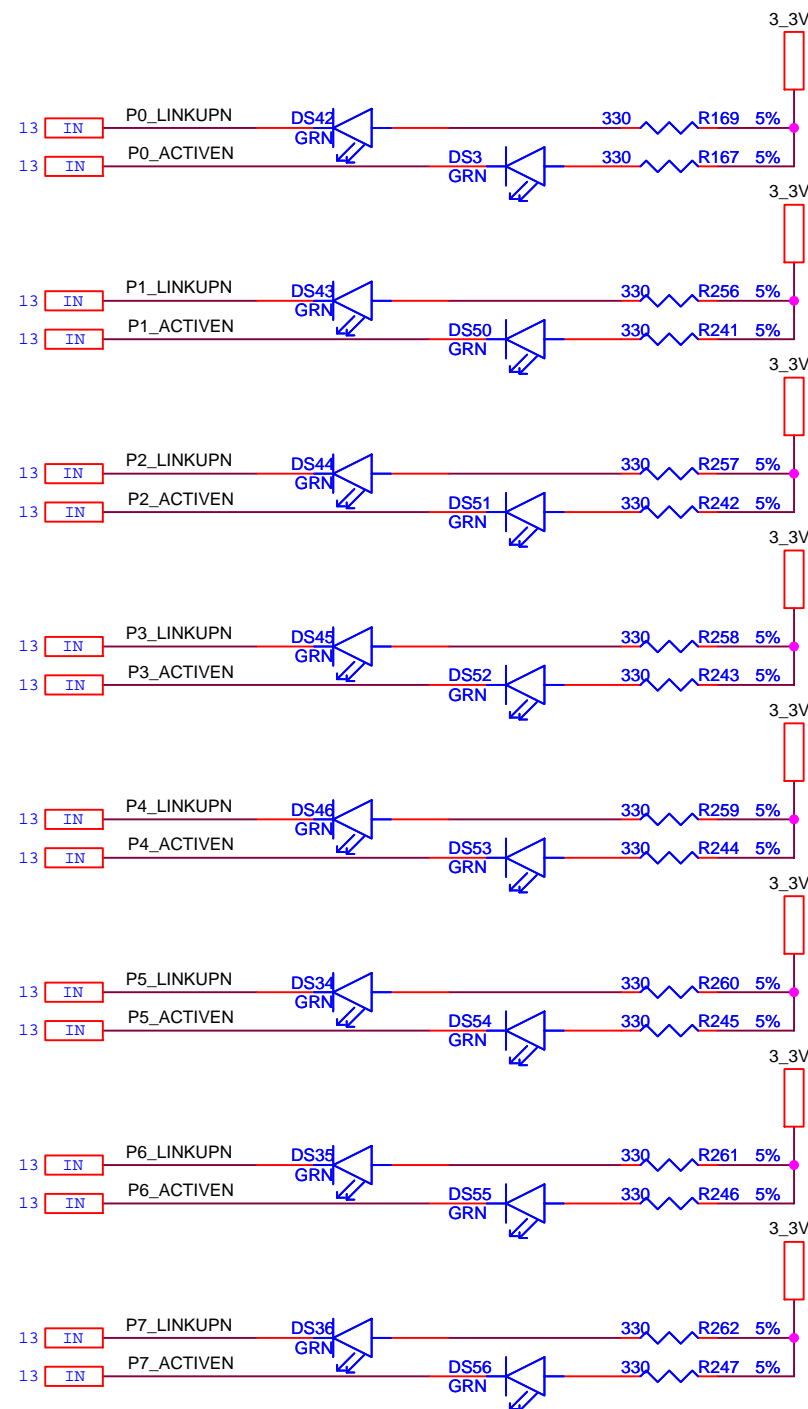 3_3V
13 IN P0_LINKUPN DS42 GRN 330 R169 5%
13 IN P0_ACTIVEN DS3 GRN 330 R167 5%
3_3V
13 IN P1_LINKUPN DS43 GRN 330 R256 5%
13 IN P1_ACTIVEN DS50 GRN 330 R241 5%
3_3V
13 IN P2_LINKUPN DS44 GRN 330 R257 5%
13 IN P2_ACTIVEN DS51 GRN 330 R242 5%
3_3V
13 IN P3_LINKUPN DS45 GRN 330 R258 5%
13 IN P3_ACTIVEN DS52 GRN 330 R243 5%
3_3V
13 IN P4_LINKUPN DS46 GRN 330 R259 5%
13 IN P4_ACTIVEN DS53 GRN 330 R244 5%
3_3V
13 IN P5_LINKUPN DS34 GRN 330 R260 5%
13 IN P5_ACTIVEN DS54 GRN 330 R245 5%
3_3V
13 IN P6_LINKUPN DS35 GRN 330 R261 5%
13 IN P6_ACTIVEN DS55 GRN 330 R246 5%
3_3V
13 IN P7_LINKUPN DS36 GRN 330 R262 5%
13 IN P7_ACTIVEN DS56 GRN 330 R247 5%